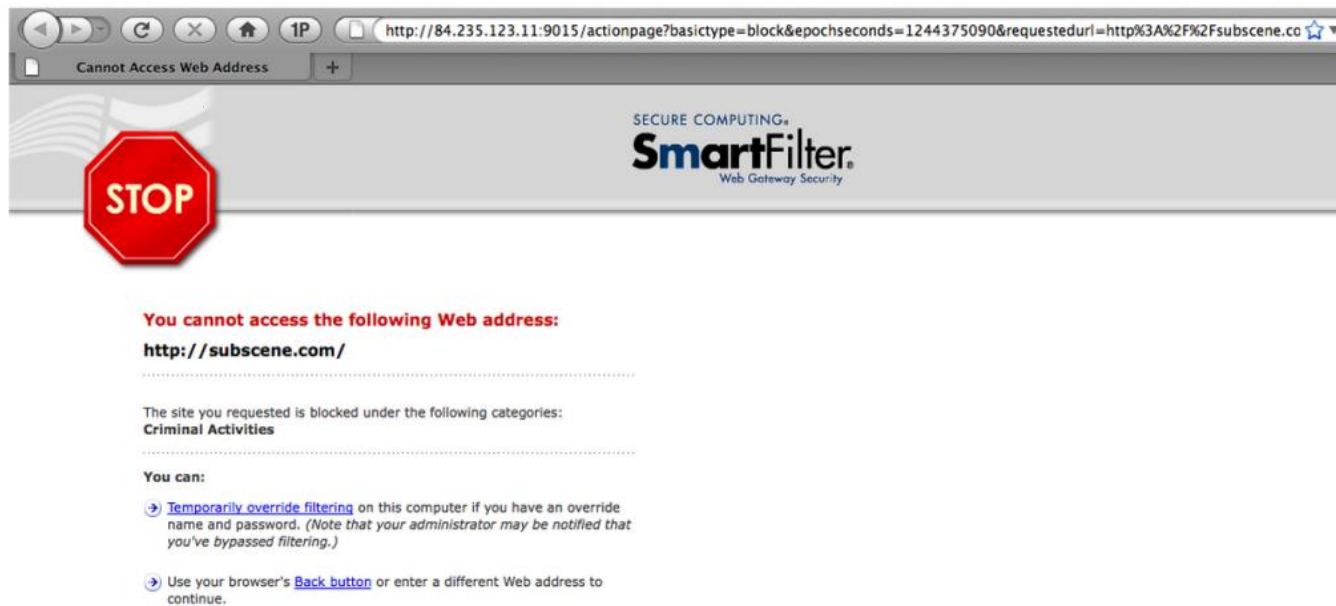 1P
http://84.235.123.11:9015/actionpage?basictype=block&epochseconds=1244375090&requestedurl=http%3A%2F%2Fsubscene.co
Cannot Access Web Address
+
SECURE COMPUTING®
SmartFilter®
Web Gateway Security
STOP
You cannot access the following Web address:
http://subscene.com/
The site you requested is blocked under the following categories:
Criminal Activities
You can:
Temporarily override filtering on this computer if you have an override
name and password. (Note that your administrator may be notified that
you've bypassed filtering.)
Use your browser's Back button or enter a different Web address to
continue.